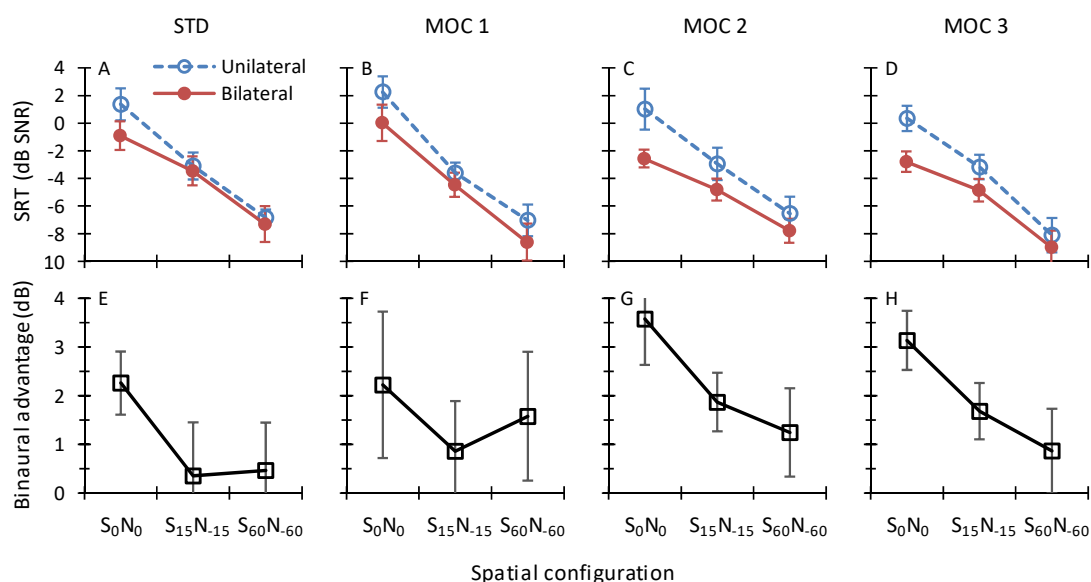 STD MOC 1 MOC 2 MOC 3
A Unilateral
Bilateral
B
C
D
SRT (dB SNR)
4
2
0
-2
-4
-6
-8
10
E
F
G
H
Binaural advantage (dB)
4
3
2
1
0
S0N0 S15N-15 S60N-60 S0N0 S15N-15 S60N-60 S0N0 S15N-15 S60N-60 S0N0 S15N-15 S60N-60
Spatial configuration